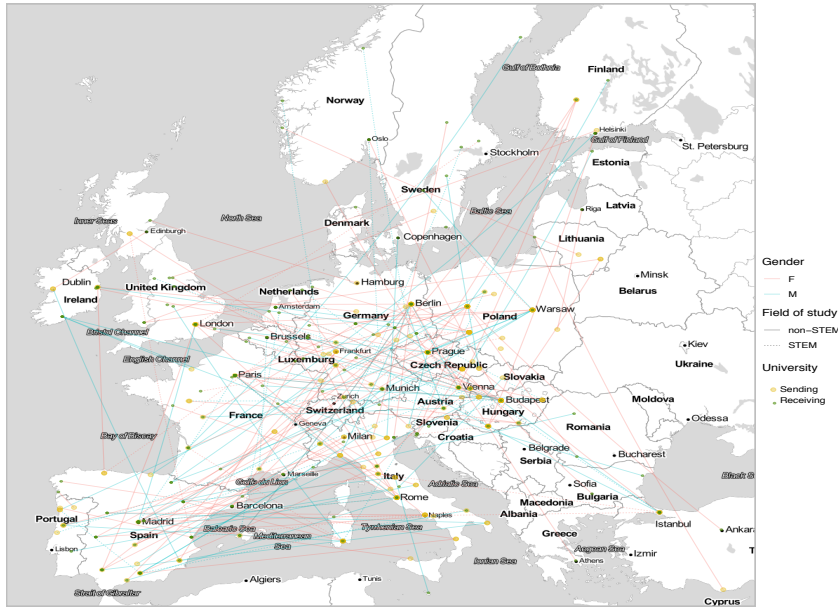 Gulf of Bothnia
Finland
Norway
Helsinki
Oslo
Gulf of Finland
St. Petersburg
Stockholm
Estonia
Sweden
Inner Seas
North Sea
Baltic Sea
Riga
Latvia
Denmark
Edinburgh
Copenhagen
Lithuania
Dublin
Ireland
United Kingdom
Netherlands
Hamburg
Minsk
Belarus
Amsterdam
Berlin
Germany
Poland
Warsaw
London
Bristol Channel
Brussels
Kiev
English Channel
Luxemburg
Frankfurt
Prague
Czech Republic
Ukraine
Paris
Slovakia
Munich
Vienna
Zurich
Austria
Budapest
Moldova
France
Switzerland
Hungary
Geneva
Slovenia
Romania
Odessa
Bay of Biscay
Milan
Croatia
Belgrade
Bucharest
Serbia
Marseille
Italy
Black S
Golfe du Lion
Adriatic Sea
Sofia
Bulgaria
Rome
Barcelona
Macedonia
Portugal
Madrid
Naples
Albania
Istanbul
Spain
Balearic Sea
Tyrrhenian Sea
Ankar
Mediterranean
Sea
Greece
Lisbon
Aegean Sea
Izmir
T
Ionian Sea
Athens
Algiers
Tunis
Strait of Gibraltar
Cyprus
Gender
F
M
Field of study
non−STEM
STEM
University
Sending
Receiving